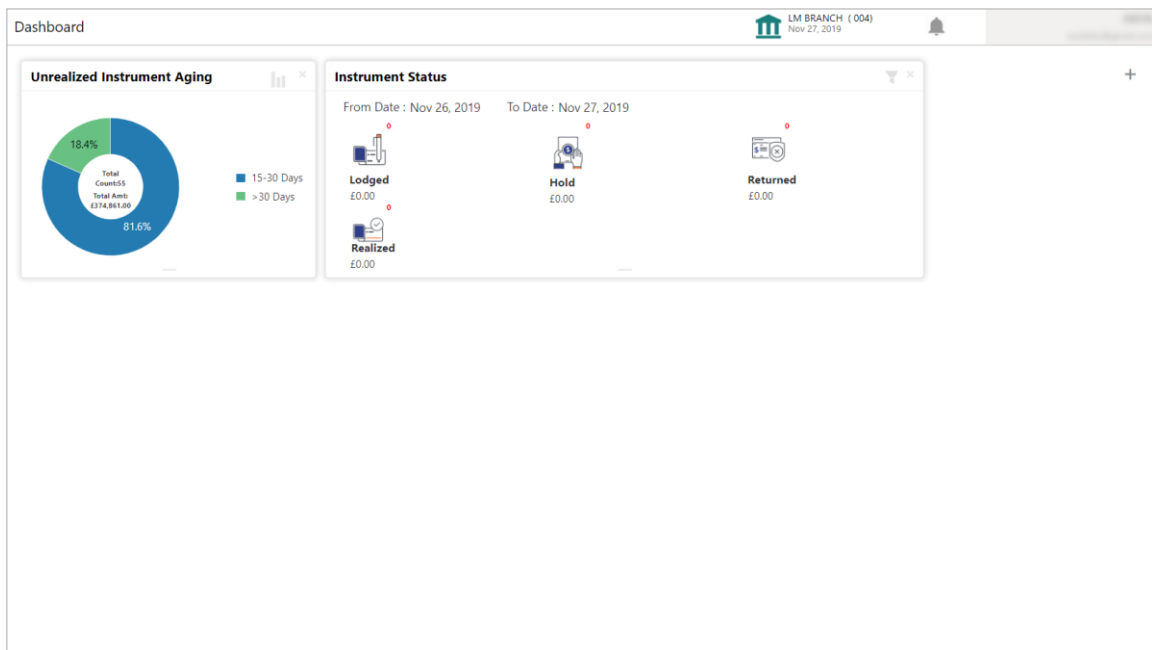 Dashboard
LM BRANCH ( 004)
Nov 27, 2019
Unrealized Instrument Aging
18.4%
Total
Count:55
Total Amt:
£374,861.00
81.6%
15-30 Days
>30 Days
Instrument Status
From Date : Nov 26, 2019 To Date : Nov 27, 2019
0
Lodged
£0.00
0
Hold
£0.00
0
Returned
£0.00
0
Realized
£0.00